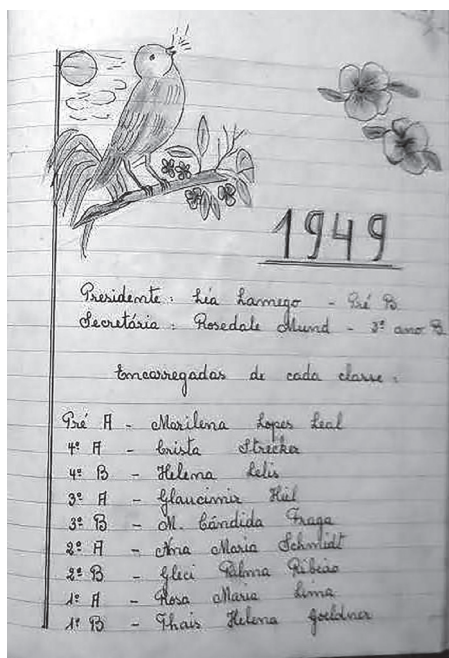 1949
Presidente : Léa Lamego - Pré B
Secretária : Rosedale Mund - 3º ano B
Encarregadas de cada classe :
Pré A - Marilena Lopes Leal
4º A - Crista Strecker
4º B - Helena Lelis
3º A - Glaucimir
3º B - M. Cândida Fraga
2º A - Ana Maria Schmidt
2º B - Gleci Palma Ribeiro
1º A - Rosa Maria Lima
1º B - Thais Helena Goeldner